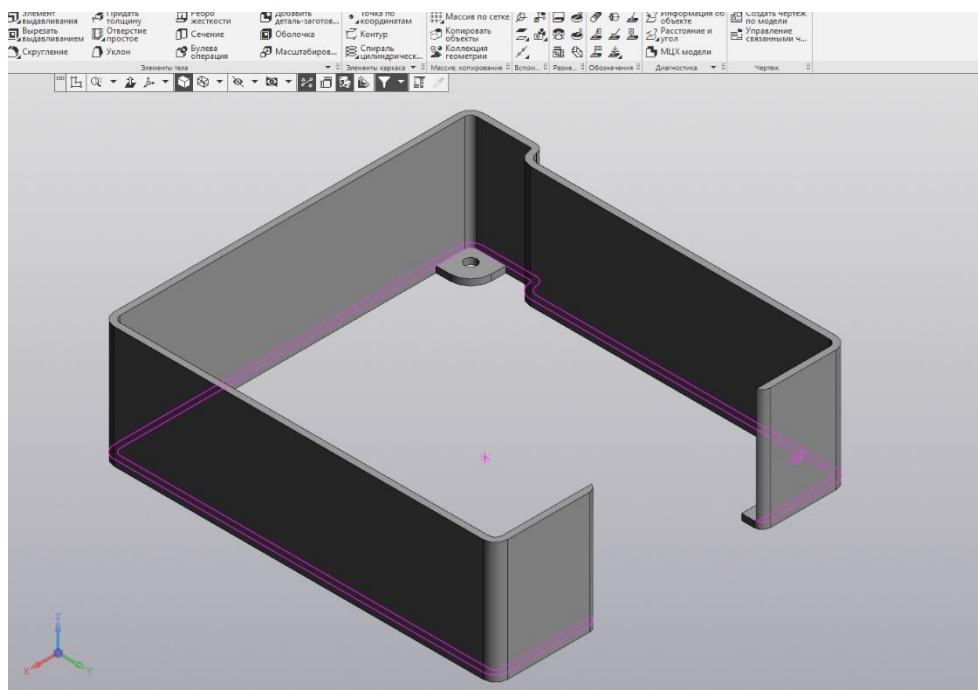 Элемент выдавливания
Придать толщину
Ребро жесткости
Добавить деталь-заготов...
Точка по координатам
Массив по сетке
Информация об объекте
Создать чертеж по модели
Вырезать выдавливанием
Отверстие простое
Сечение
Оболочка
Контур
Копировать объекты
Расстояние и угол
Управление связанными ч...
Скругление
Уклон
Булева операция
Масштабиров...
Спираль цилиндрическ...
Коллекция геометрии
МЦХ модели
Элементы тела
Элементы каркаса
Массив, копирование
Вспом...
Разме...
Обозначения
Диагностика
Чертеж
Z
X
Y